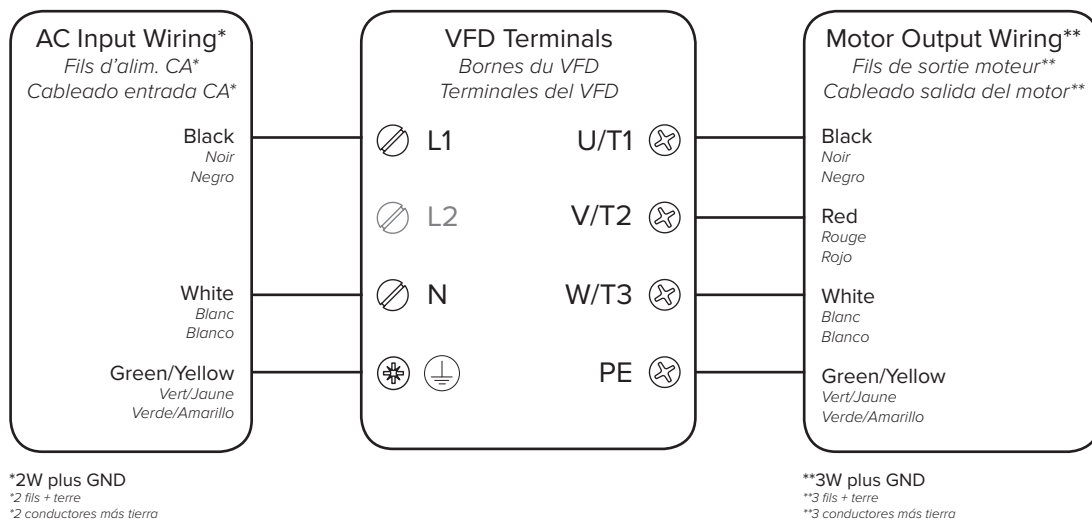 AC Input Wiring*
Fils d'alim. CA*
Cableado entrada CA*
Black
Noir
Negro
White
Blanc
Blanco
Green/Yellow
Vert/Jaune
Verde/Amarillo
*2W plus GND
*2 fils + terre
*2 conductores más tierra
VFD Terminals
Bornes du VFD
Terminales del VFD
L1
U/T1
L2
V/T2
N
W/T3
PE
Motor Output Wiring**
Fils de sortie moteur**
Cableado salida del motor**
Black
Noir
Negro
Red
Rouge
Rojo
White
Blanc
Blanco
Green/Yellow
Vert/Jaune
Verde/Amarillo
**3W plus GND
**3 fils + terre
**3 conductores más tierra